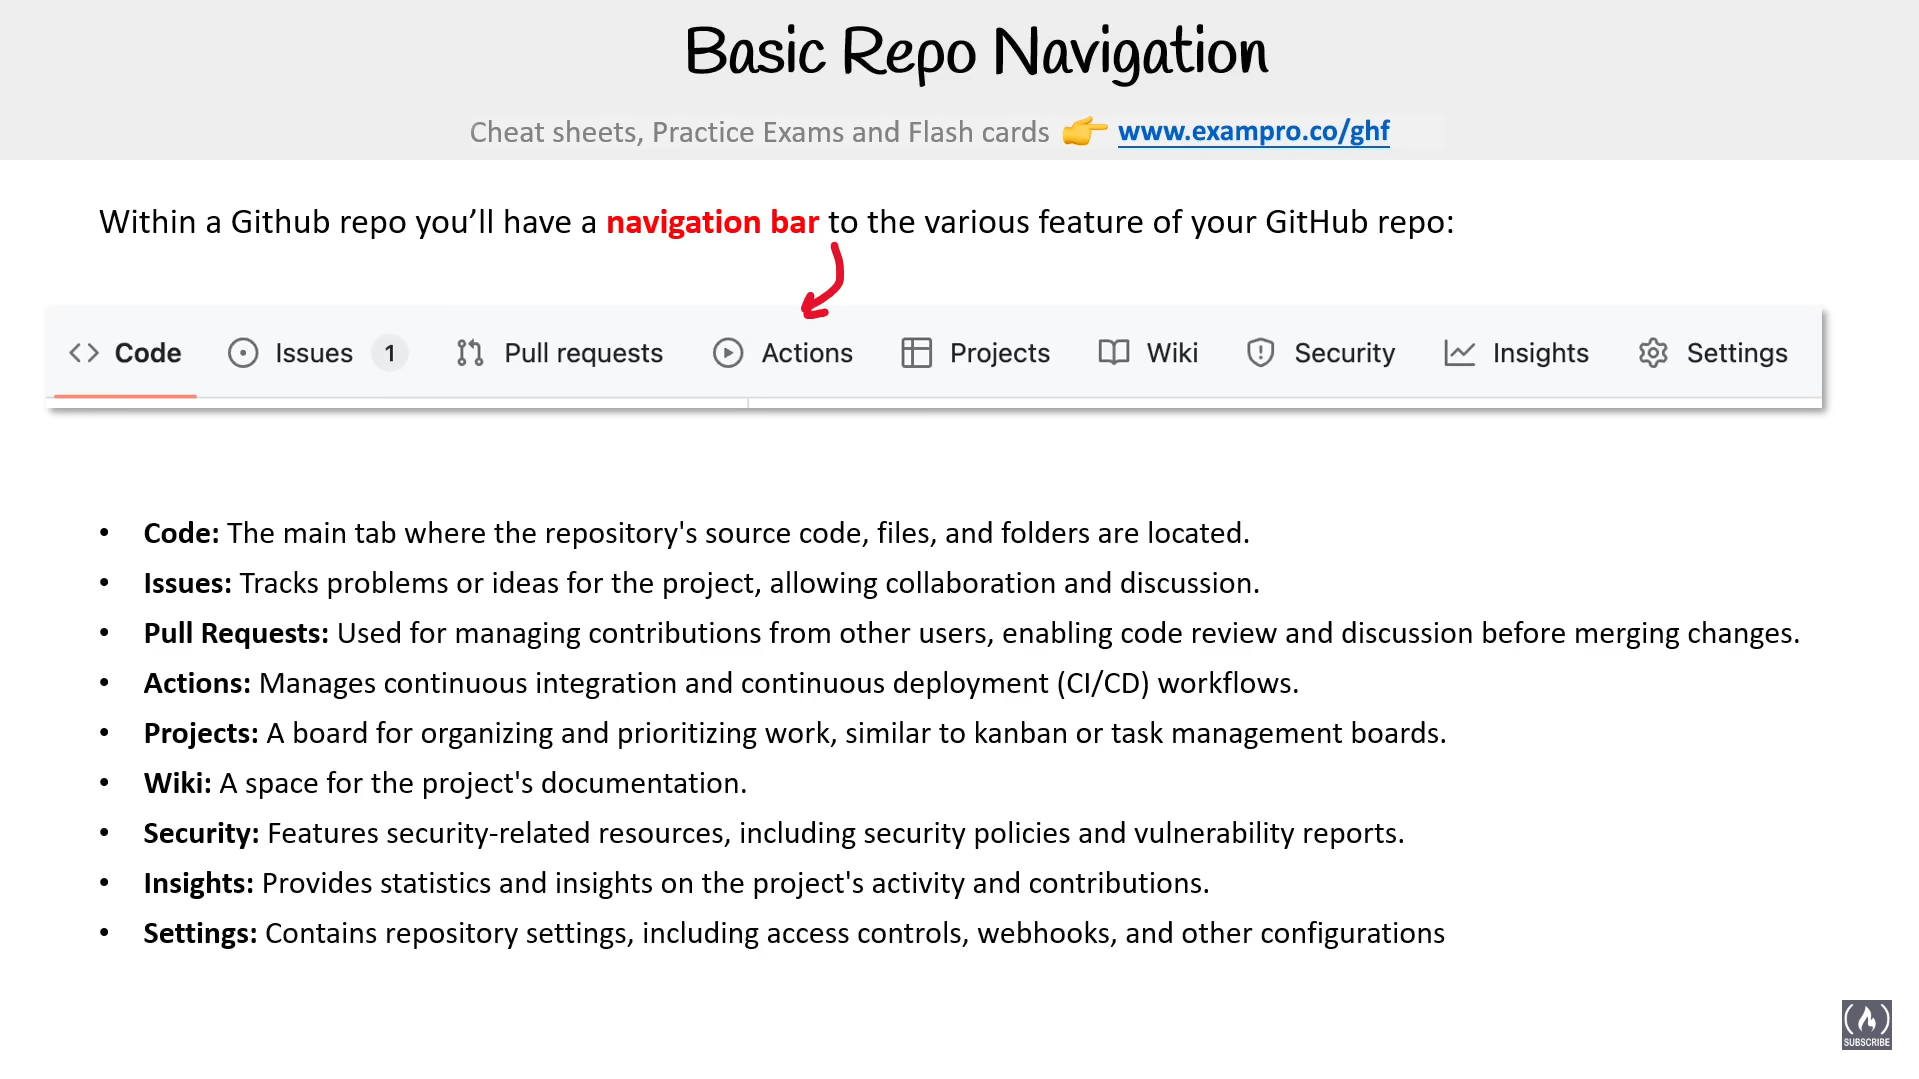 Basic Repo Navigation
Cheat sheets, Practice Exams and Flash cards 👉 www.exampro.co/ghf
Within a Github repo you’ll have a navigation bar to the various feature of your GitHub repo:
<> Code Issues 1 Pull requests Actions Projects Wiki Security Insights Settings
• Code: The main tab where the repository's source code, files, and folders are located.
• Issues: Tracks problems or ideas for the project, allowing collaboration and discussion.
• Pull Requests: Used for managing contributions from other users, enabling code review and discussion before merging changes.
• Actions: Manages continuous integration and continuous deployment (CI/CD) workflows.
• Projects: A board for organizing and prioritizing work, similar to kanban or task management boards.
• Wiki: A space for the project's documentation.
• Security: Features security-related resources, including security policies and vulnerability reports.
• Insights: Provides statistics and insights on the project's activity and contributions.
• Settings: Contains repository settings, including access controls, webhooks, and other configurations
SUBSCRIBE